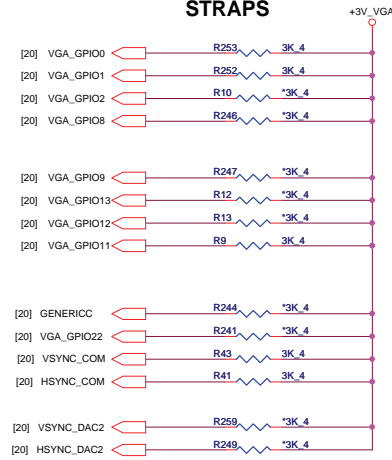 STRAPS
+3V_VGA
[20] VGA_GPIO0 R253 3K_4
[20] VGA_GPIO1 R252 3K_4
[20] VGA_GPIO2 R10 *3K_4
[20] VGA_GPIO8 R246 *3K_4
[20] VGA_GPIO9 R247 *3K_4
[20] VGA_GPIO13 R12 *3K_4
[20] VGA_GPIO12 R13 *3K_4
[20] VGA_GPIO11 R9 3K_4
[20] GENERICC R244 *3K_4
[20] VGA_GPIO22 R241 *3K_4
[20] VSYNC_COM R43 3K_4
[20] HSYNC_COM R41 3K_4
[20] VSYNC_DAC2 R259 *3K_4
[20] HSYNC_DAC2 R249 *3K_4